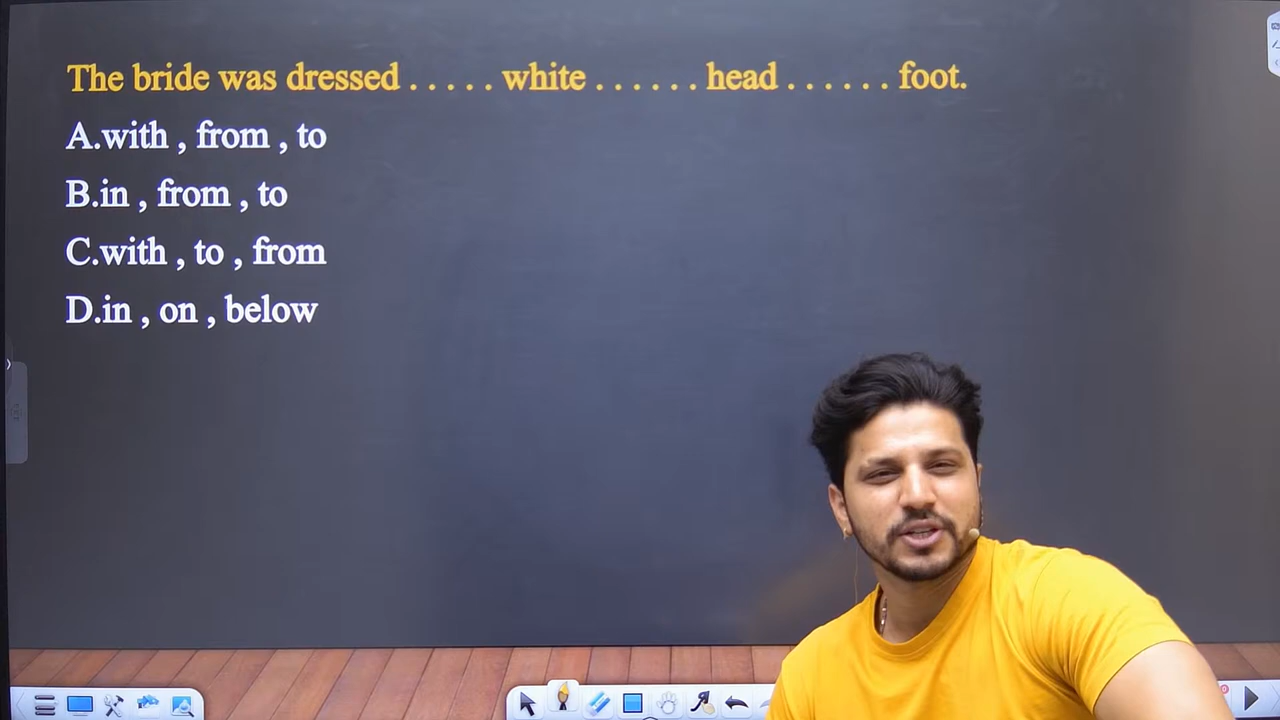 The bride was dressed . . . . . white . . . . . . head . . . . . . foot.
A.with , from , to
B.in , from , to
C.with , to , from
D.in , on , below